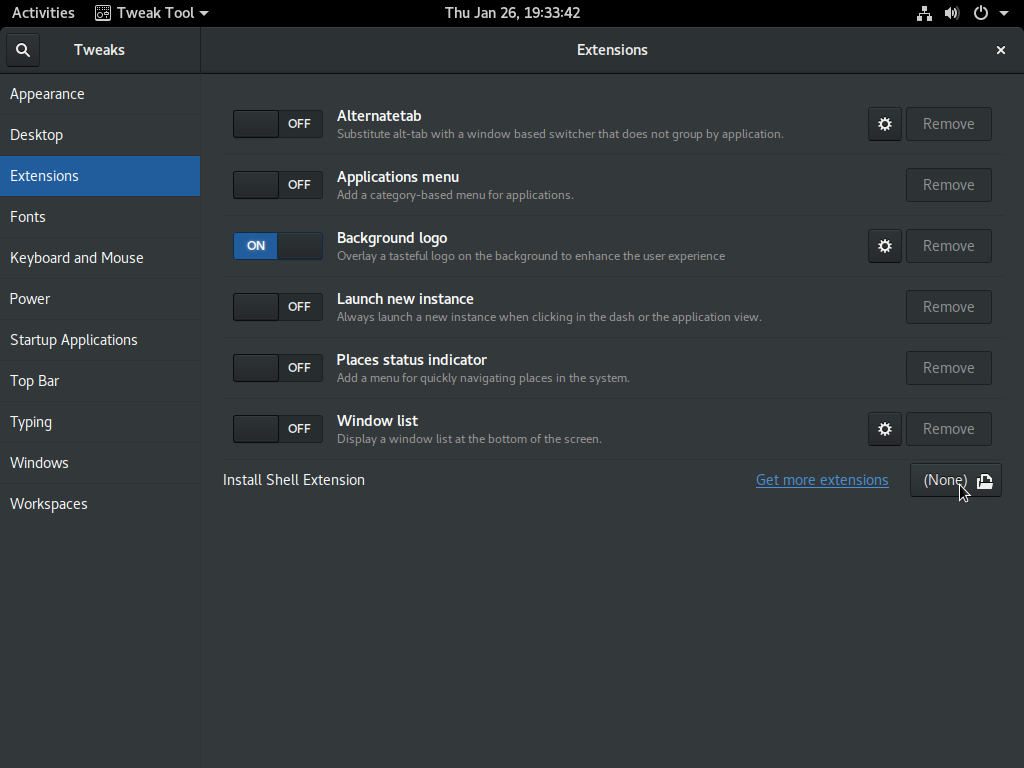 Activities Tweak Tool Thu Jan 26, 19:33:42
Tweaks Extensions
Appearance
Desktop
Extensions
Fonts
Keyboard and Mouse
Power
Startup Applications
Top Bar
Typing
Windows
Workspaces
OFF Alternatetab Remove
Substitute alt-tab with a window based switcher that does not group by application.
OFF Applications menu Remove
Add a category-based menu for applications.
ON Background logo Remove
Overlay a tasteful logo on the background to enhance the user experience
OFF Launch new instance Remove
Always launch a new instance when clicking in the dash or the application view.
OFF Places status indicator Remove
Add a menu for quickly navigating places in the system.
OFF Window list Remove
Display a window list at the bottom of the screen.
Install Shell Extension Get more extensions (None)